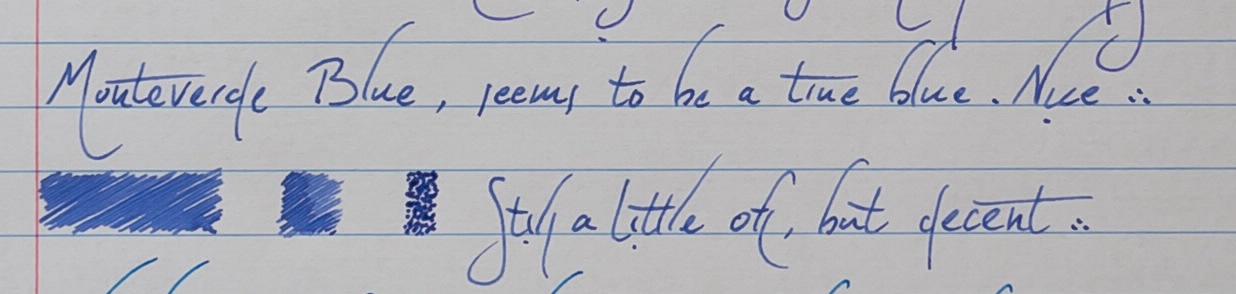 Monteverde Blue, seems to be a true blue. Nice ∴
Still a little off, but decent ∴